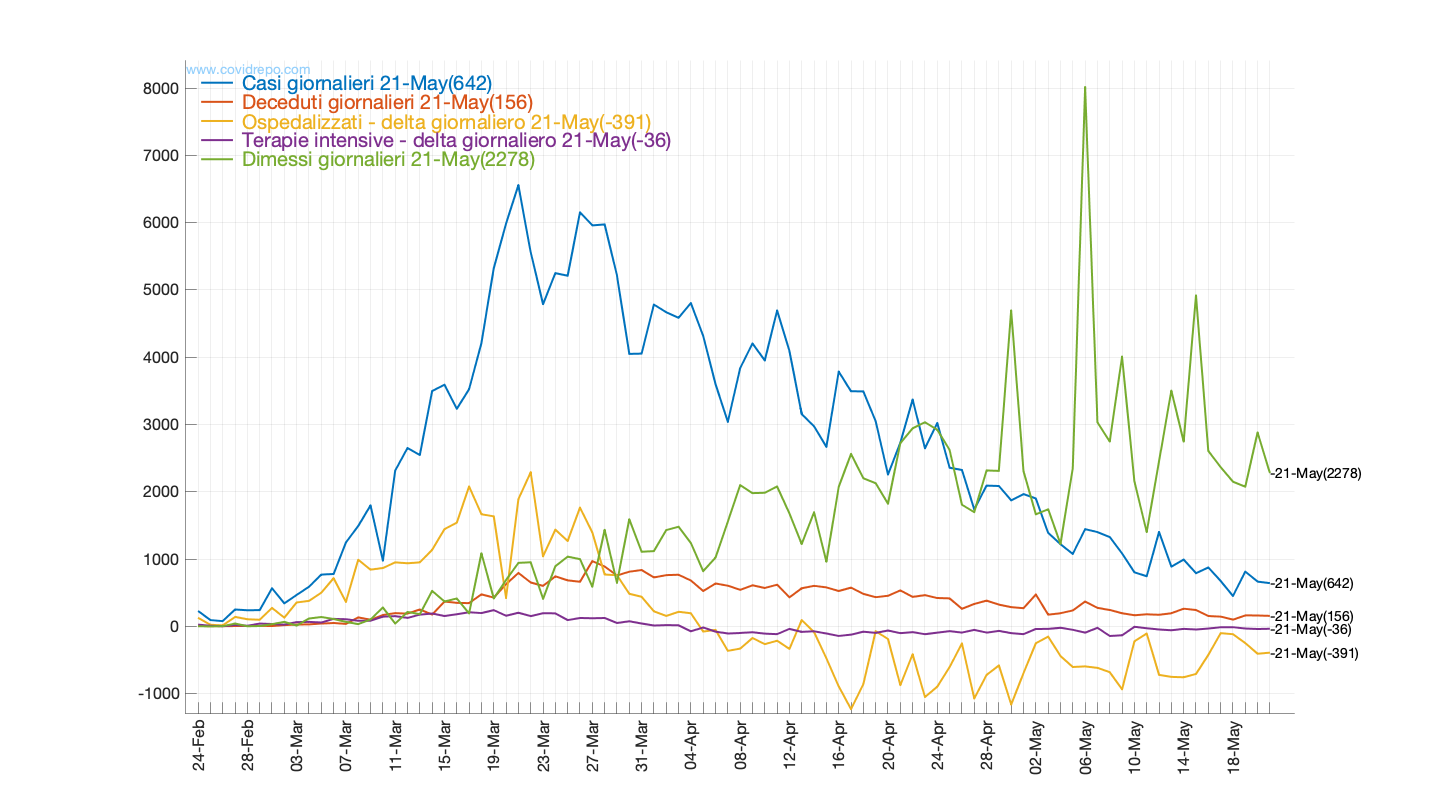 www.covidrepo.com
Casi giornalieri 21-May(642)
Deceduti giornalieri 21-May(156)
Ospedalizzati - delta giornaliero 21-May(-391)
Terapie intensive - delta giornaliero 21-May(-36)
Dimessi giornalieri 21-May(2278)
8000
7000
6000
5000
4000
3000
2000
1000
0
-1000
-21-May(2278)
-21-May(642)
-21-May(156)
-21-May(-36)
-21-May(-391)
24-Feb
28-Feb
03-Mar
07-Mar
11-Mar
15-Mar
19-Mar
23-Mar
27-Mar
31-Mar
04-Apr
08-Apr
12-Apr
16-Apr
20-Apr
24-Apr
28-Apr
02-May
06-May
10-May
14-May
18-May